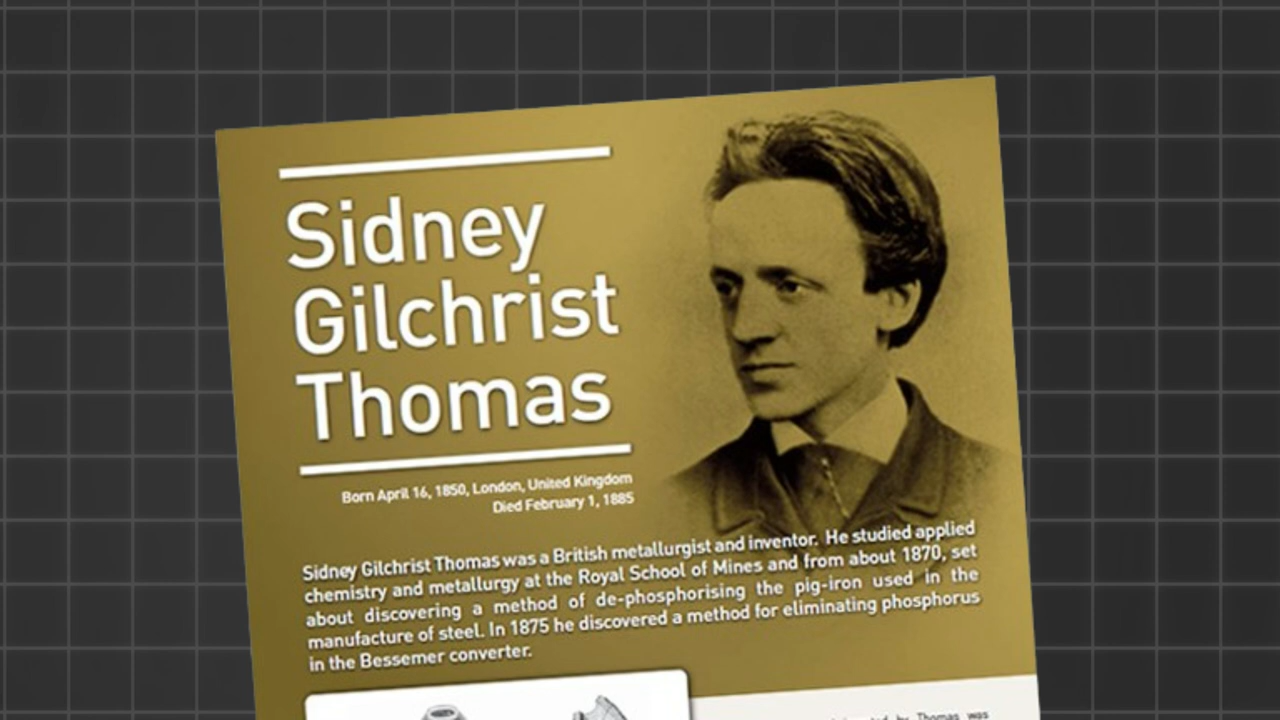 Sidney
Gilchrist
Thomas
Born April 16, 1850, London, United Kingdom
Died February 1, 1885
Sidney Gilchrist Thomas was a British metallurgist and inventor. He studied applied
chemistry and metallurgy at the Royal School of Mines and from about 1870, set
about discovering a method of de-phosphorising the pig-iron used in the
manufacture of steel. In 1875 he discovered a method for eliminating phosphorus
in the Bessemer converter.
by Thomas was